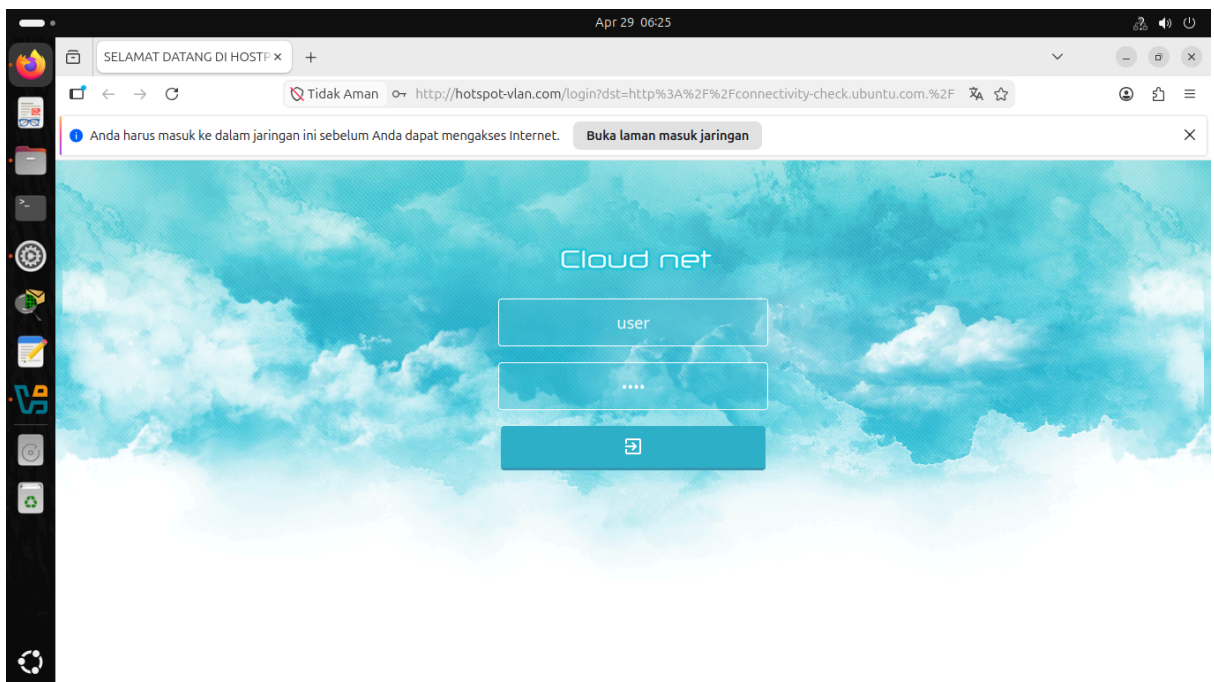 Apr 29 06:25
SELAMAT DATANG DI HOSTP
Tidak Aman http://hotspot-vlan.com/login?dst=http%3A%2F%2Fconnectivity-check.ubuntu.com.%2F
Anda harus masuk ke dalam jaringan ini sebelum Anda dapat mengakses Internet. Buka laman masuk jaringan
Cloud net
user
••••